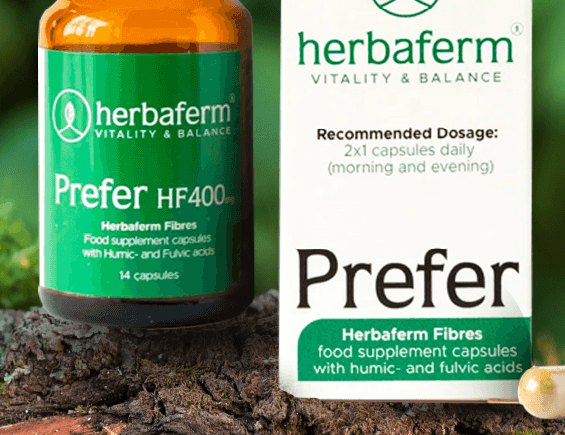 herbaferm®
VITALITY & BALANCE
Prefer HF400mg
Herbaferm Fibres
Food supplement capsules
with Humic- and Fulvic acids
14 capsules
herbaferm®
VITALITY & BALANCE
Recommended Dosage:
2x1 capsules daily
(morning and evening)
Prefer
Herbaferm Fibres
food supplement capsules
with humic- and fulvic acids